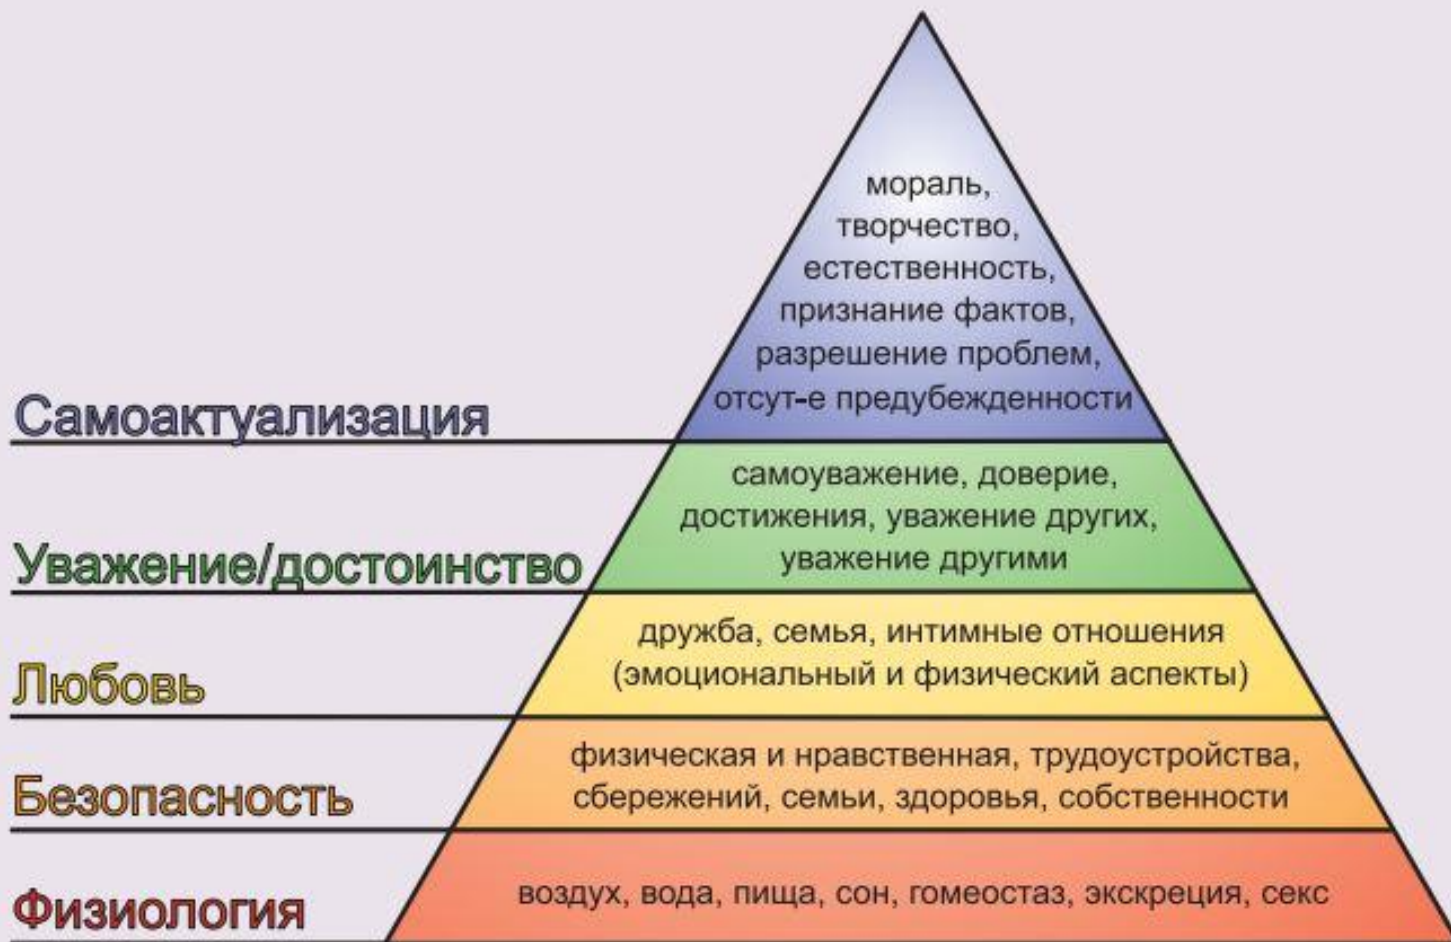 мораль,
творчество,
естественность,
признание фактов,
разрешение проблем,
отсут-е предубежденности
Самоактуализация
самоуважение, доверие,
достижения, уважение других,
уважение другими
Уважение/достоинство
дружба, семья, интимные отношения
(эмоциональный и физический аспекты)
Любовь
физическая и нравственная, трудоустройства,
сбережений, семьи, здоровья, собственности
Безопасность
воздух, вода, пища, сон, гомеостаз, экскреция, секс
Физиология